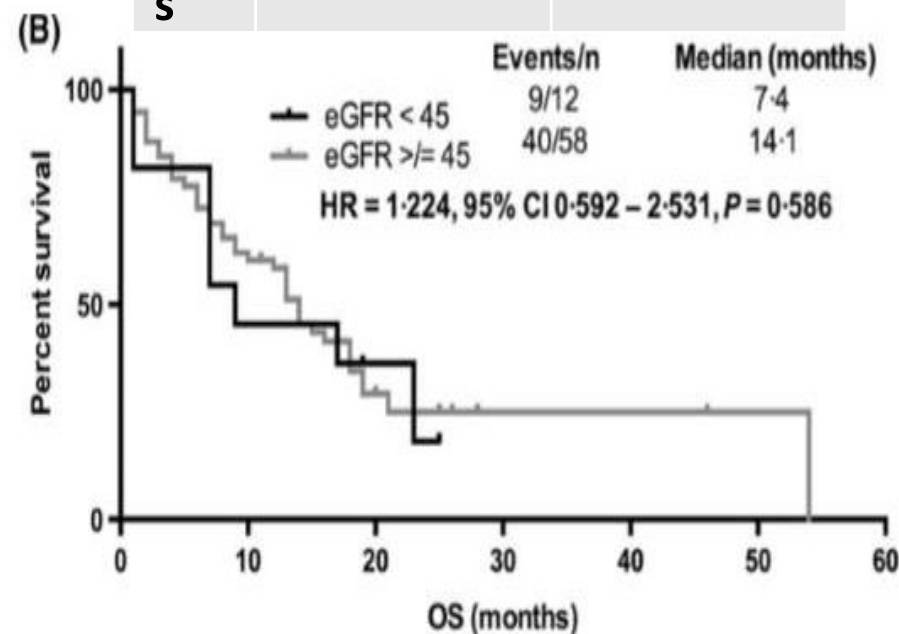 S
(B)
Events/n Median (months)
eGFR < 45 9/12 7·4
eGFR >/= 45 40/58 14·1
HR = 1·224, 95% CI 0·592 – 2·531, P = 0·586
Percent survival
100
50
0
0 10 20 30 40 50 60
OS (months)